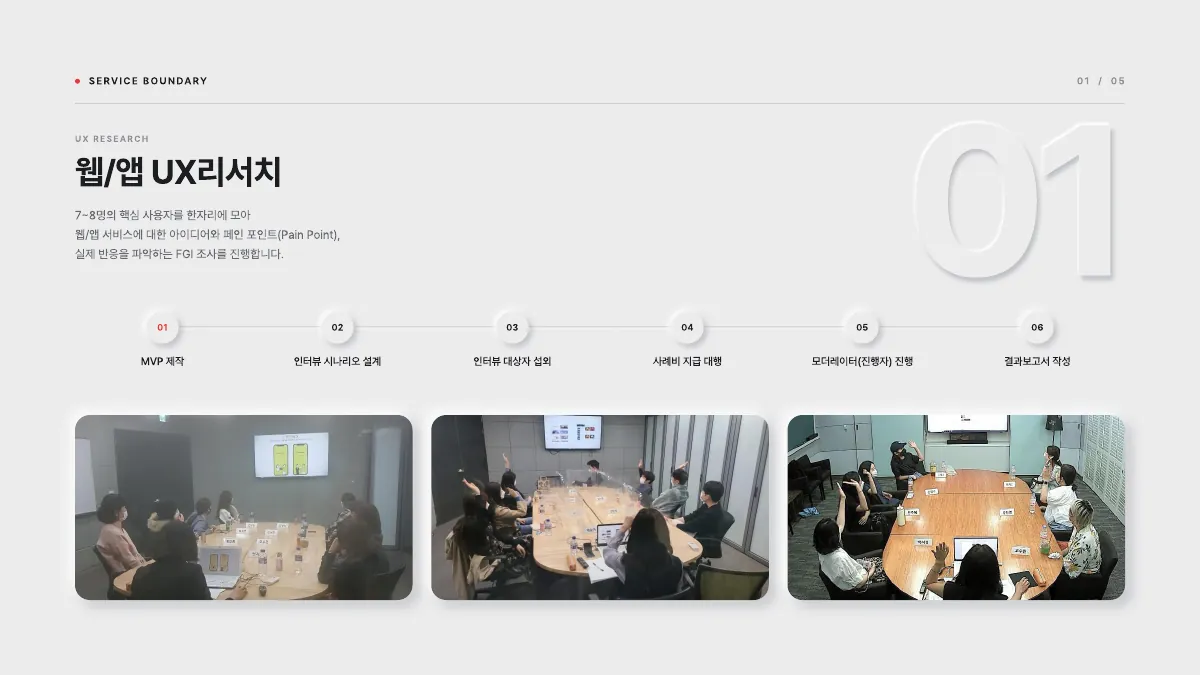 SERVICE BOUNDARY
01 / 05
UX RESEARCH
웹/앱 UX리서치
01
7~8명의 핵심 사용자를 한자리에 모아
웹/앱 서비스에 대한 아이디어와 페인 포인트(Pain Point),
실제 반응을 파악하는 FGI 조사를 진행합니다.
01
02
03
04
05
06
MVP 제작
인터뷰 시나리오 설계
인터뷰 대상자 섭외
사례비 지급 대행
모더레이터(진행자) 진행
결과보고서 작성